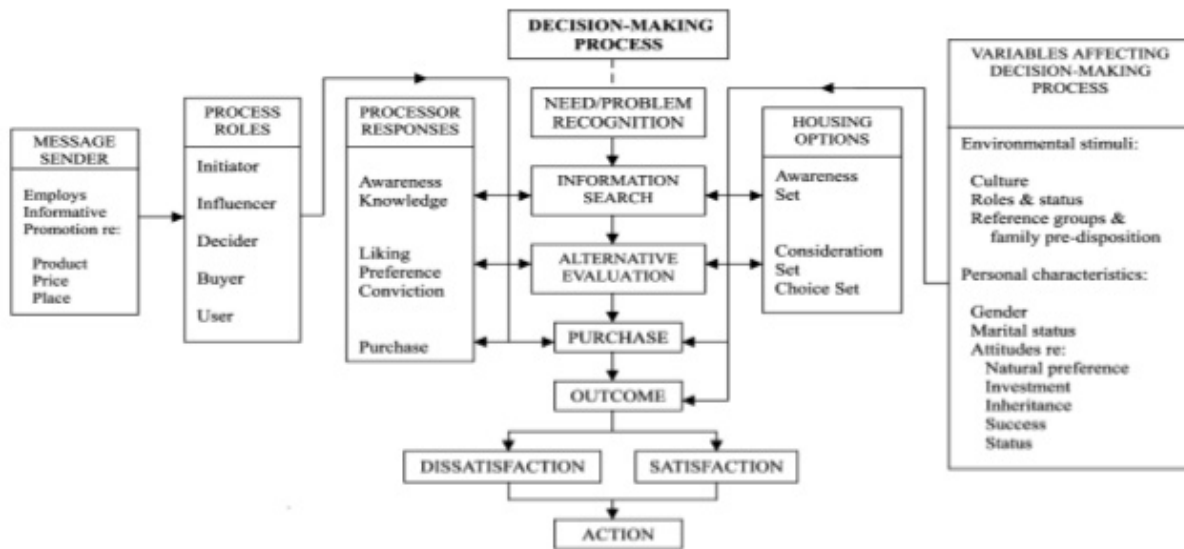 DECISION-MAKING
PROCESS
NEED/PROBLEM
RECOGNITION
INFORMATION
SEARCH
ALTERNATIVE
EVALUATION
PURCHASE
OUTCOME
DISSATISFACTION
SATISFACTION
ACTION
MESSAGE
SENDER
Employs
Informative
Promotion re:
Product
Price
Place
PROCESS
ROLES
Initiator
Influencer
Decider
Buyer
User
PROCESSOR
RESPONSES
Awareness
Knowledge
Liking
Preference
Conviction
Purchase
HOUSING
OPTIONS
Awareness
Set
Consideration
Set
Choice Set
VARIABLES AFFECTING
DECISION-MAKING
PROCESS
Environmental stimuli:
Culture
Roles & status
Reference groups &
family pre-disposition
Personal characteristics:
Gender
Marital status
Attitudes re:
Natural preference
Investment
Inheritance
Success
Status